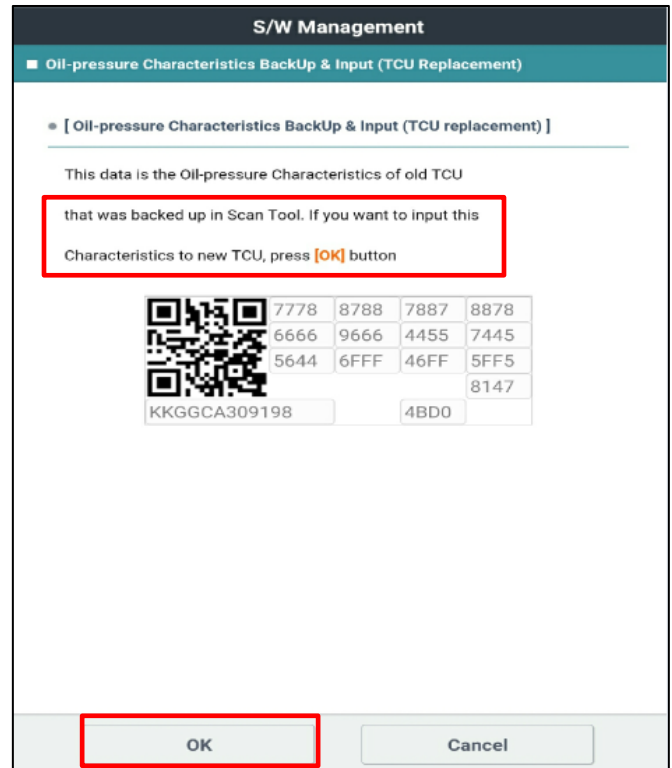 S/W Management
■ Oil-pressure Characteristics BackUp & Input (TCU Replacement)
● [ Oil-pressure Characteristics BackUp & Input (TCU replacement) ]
This data is the Oil-pressure Characteristics of old TCU
that was backed up in Scan Tool. If you want to input this
Characteristics to new TCU, press [OK] button
7778 8788 7887 8878
6666 9666 4455 7445
5644 6FFF 46FF 5FF5
8147
KKGGCA309198 4BD0
OK Cancel